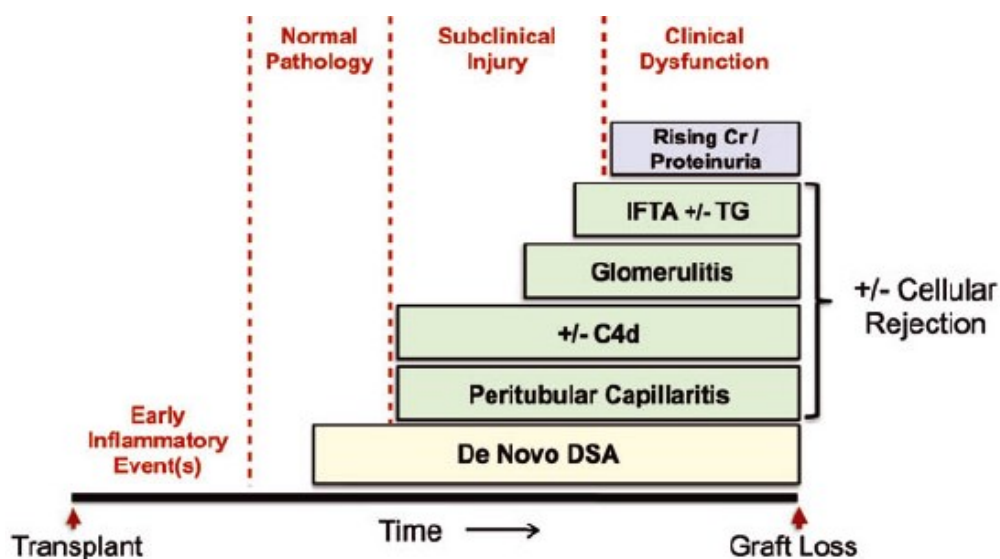 Normal
Pathology
Subclinical
Injury
Clinical
Dysfunction
Rising Cr /
Proteinuria
IFTA +/- TG
Glomerulitis
+/- C4d
Peritubular Capillaritis
De Novo DSA
+/- Cellular
Rejection
Early
Inflammatory
Event(s)
Transplant
Time
Graft Loss